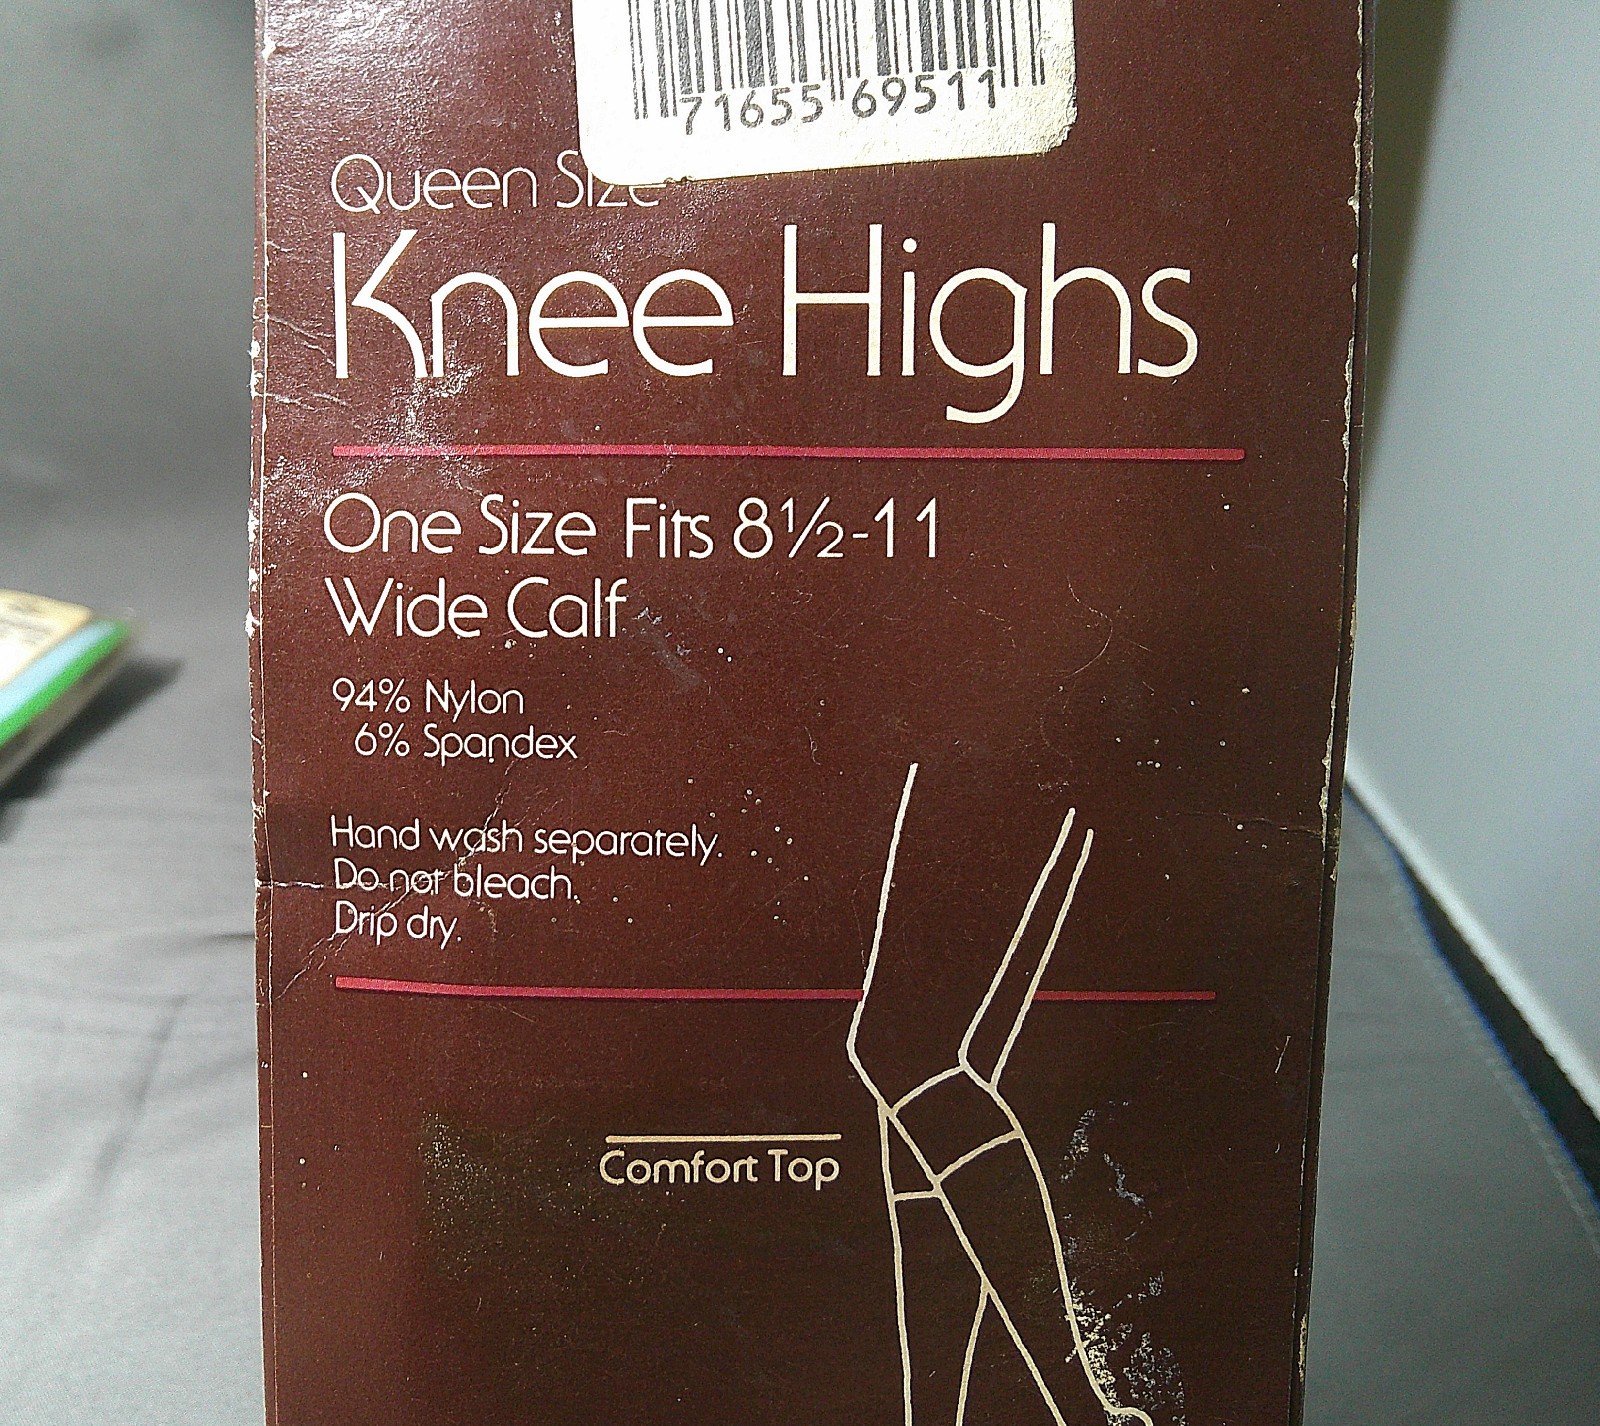 71655 69511
Queen Size
Knee Highs
One Size Fits 8½-11
Wide Calf
94% Nylon
6% Spandex
Hand wash separately.
Do not bleach.
Drip dry.
Comfort Top